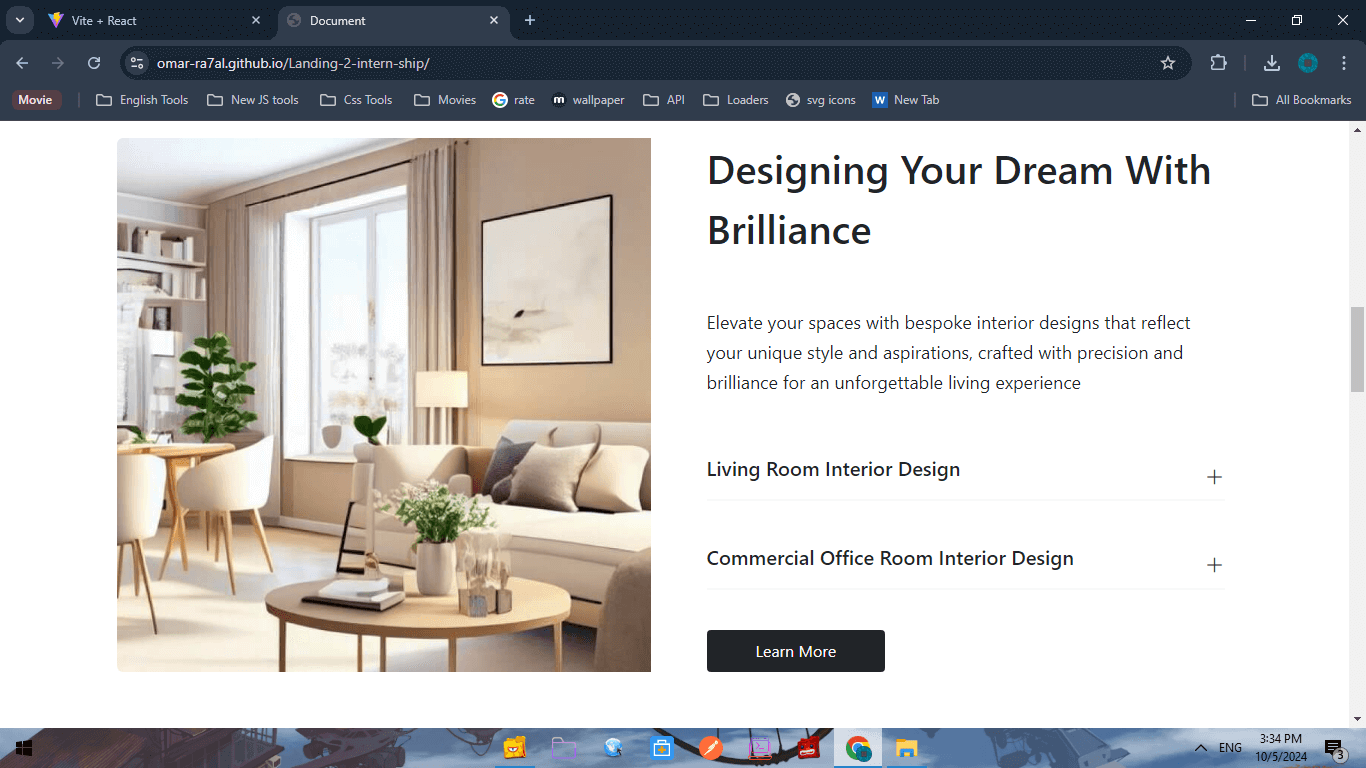 Vite + React
Document
omar-ra7al.github.io/Landing-2-intern-ship/
Movie
English Tools
New JS tools
Css Tools
Movies
rate
m wallpaper
API
Loaders
svg icons
W New Tab
All Bookmarks
Designing Your Dream With
Brilliance
Elevate your spaces with bespoke interior designs that reflect
your unique style and aspirations, crafted with precision and
brilliance for an unforgettable living experience
Living Room Interior Design
Commercial Office Room Interior Design
Learn More
ENG
3:34 PM
10/5/2024
3